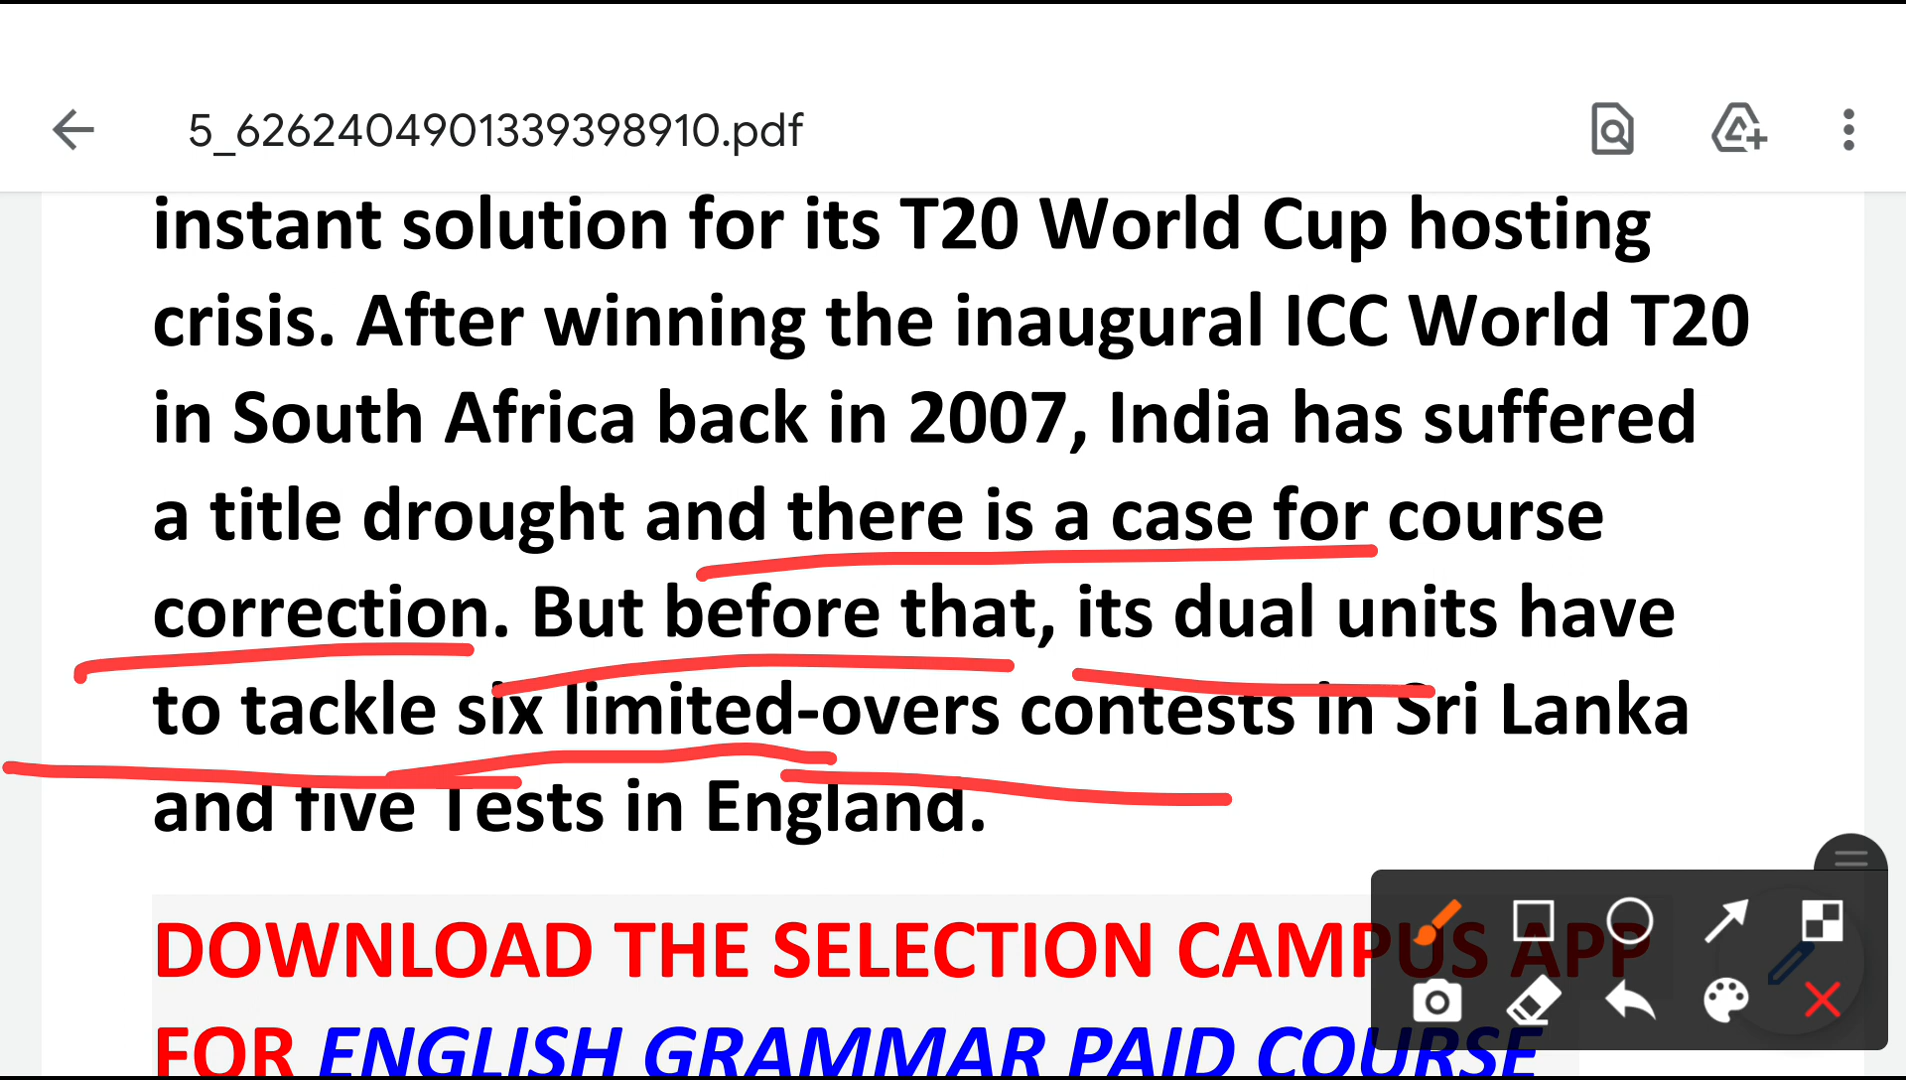 5_6262404901339398910.pdf
instant solution for its T20 World Cup hosting
crisis. After winning the inaugural ICC World T20
in South Africa back in 2007, India has suffered
a title drought and there is a case for course
correction. But before that, its dual units have
to tackle six limited-overs contests in Sri Lanka
and five Tests in England.
DOWNLOAD THE SELECTION CAMPUS APP
FOR ENGLISH GRAMMAR PAID COURSE